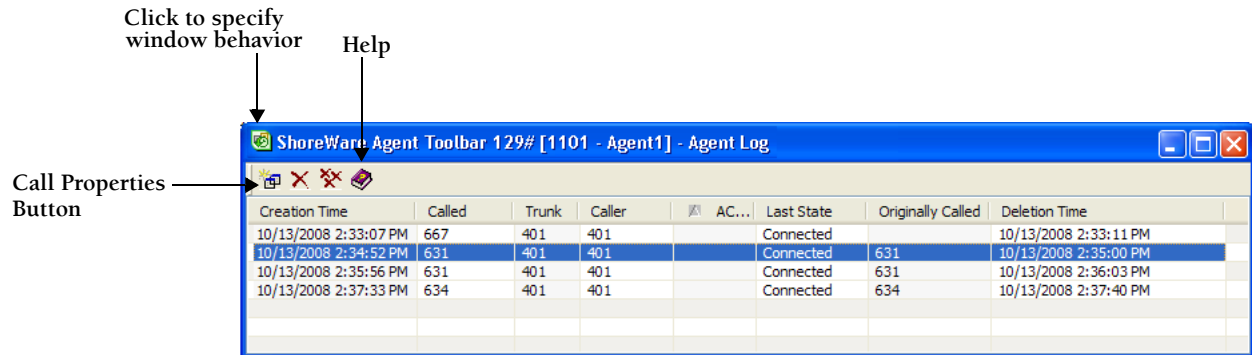 Click to specify
window behavior
Help
ShoreWare Agent Toolbar 129# [1101 - Agent1] - Agent Log
Call Properties
Button
Creation Time Called Trunk Caller AC... Last State Originally Called Deletion Time
10/13/2008 2:33:07 PM 667 401 401 Connected 10/13/2008 2:33:11 PM
10/13/2008 2:34:52 PM 631 401 401 Connected 631 10/13/2008 2:35:00 PM
10/13/2008 2:35:56 PM 631 401 401 Connected 631 10/13/2008 2:36:03 PM
10/13/2008 2:37:33 PM 634 401 401 Connected 634 10/13/2008 2:37:40 PM